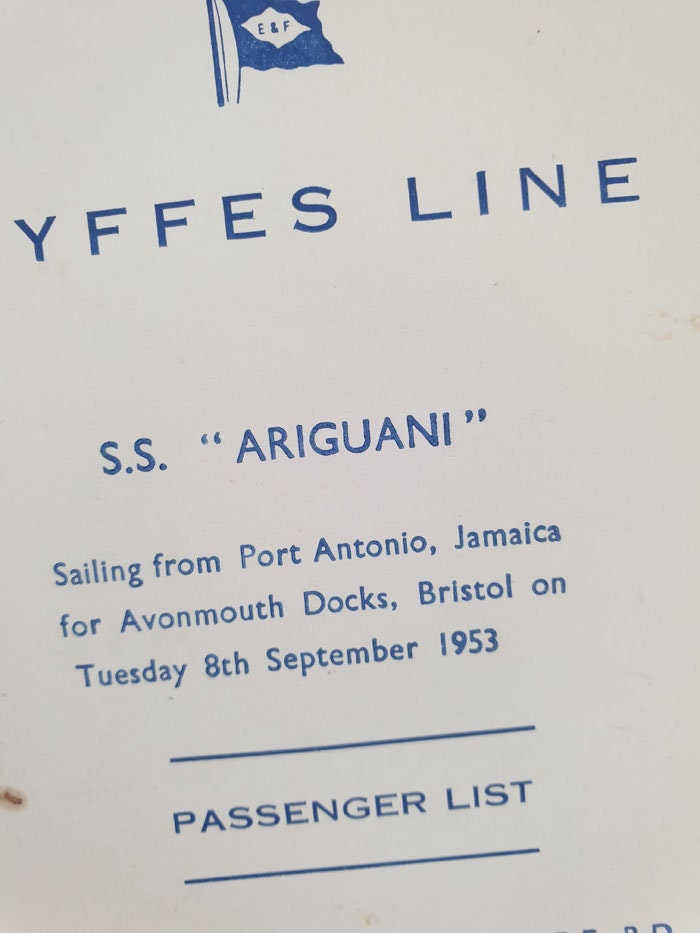 E & F
YFFES LINE
S.S. “ARIGUANI”
Sailing from Port Antonio, Jamaica
for Avonmouth Docks, Bristol on
Tuesday 8th September 1953
PASSENGER LIST